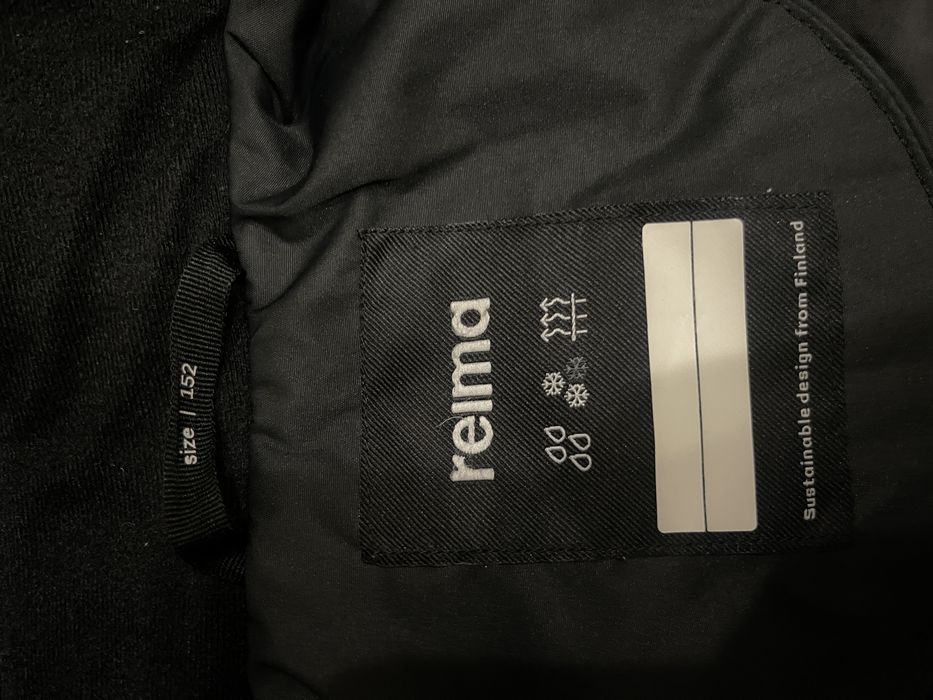 size | 152
reima
Sustainable design from Finland